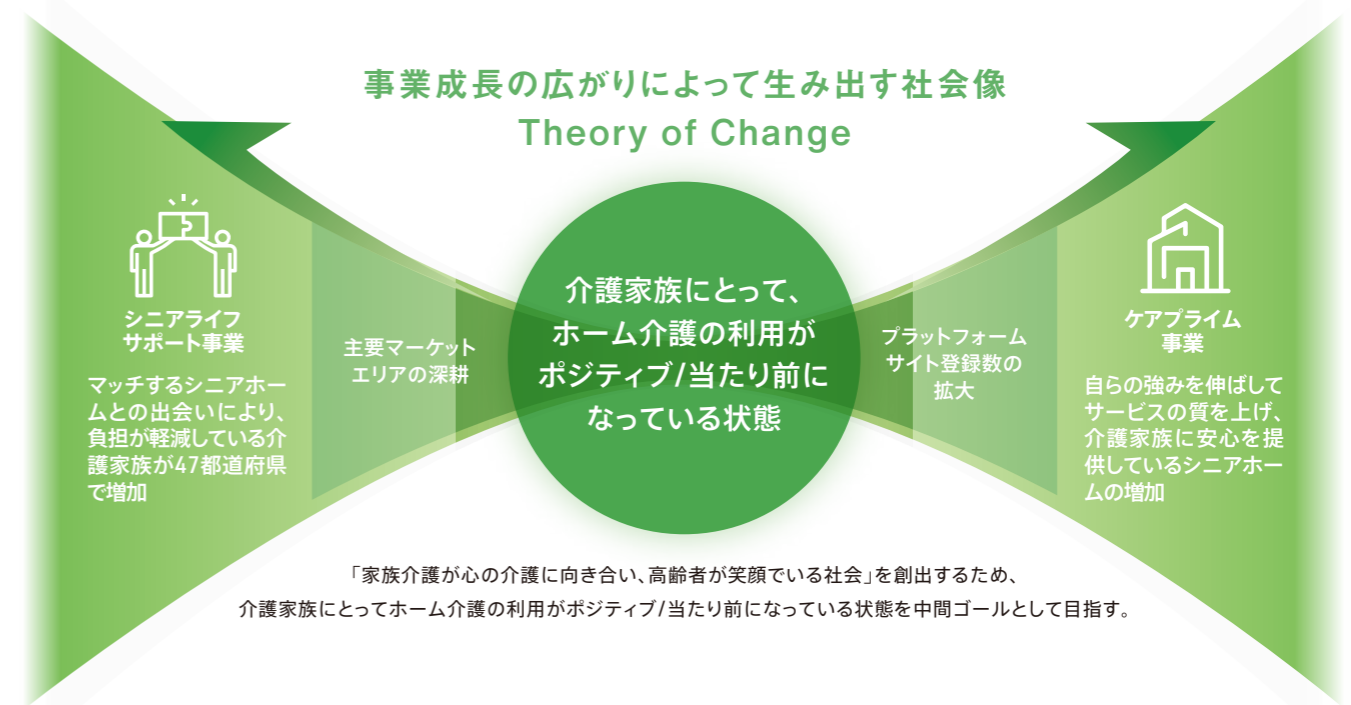 事業成長の広がりによって生み出す社会像
Theory of Change
シニアライフ
サポート事業
マッチするシニアホー
ムとの出会いにより、
負担が軽減している介
護家族が47都道府県
で増加
主要マーケット
エリアの深耕
介護家族にとって、
ホーム介護の利用が
ポジティブ/当たり前に
なっている状態
プラットフォーム
サイト登録数の
拡大
ケアプライム
事業
自らの強みを伸ばして
サービスの質を上げ、
介護家族に安心を提
供しているシニアホー
ムの増加
「家族介護が心の介護に向き合い、高齢者が笑顔でいる社会」を創出するため、
介護家族にとってホーム介護の利用がポジティブ/当たり前になっている状態を中間ゴールとして目指す。